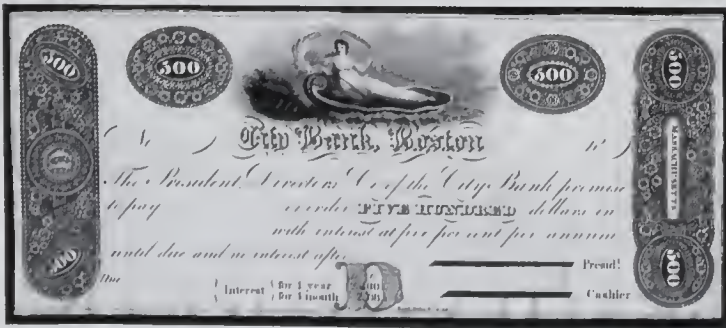 500 500 500 500
City Bank, Boston
The President, Directors & Co. of the City Bank promise
to pay or order FIVE HUNDRED dollars on
with interest at per cent per annum
until due and no interest after
MASSACHUSETTS
Presdt
Interest for 1 year
for 1 month
Cashier
500 500